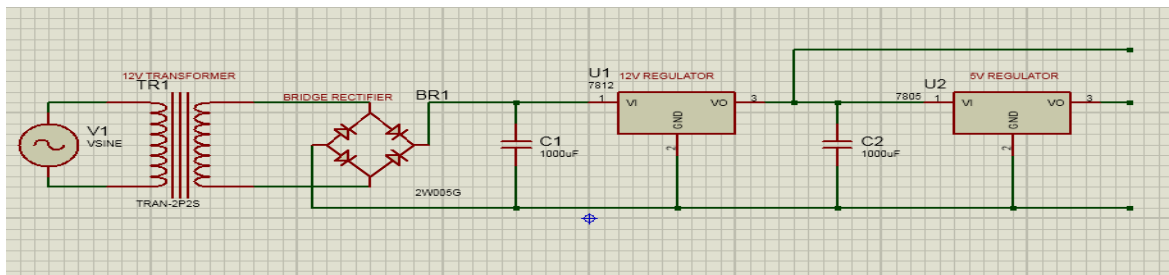 12V TRANSFORMER
TR1
V1
VSINE
TRAN-2P2S
BRIDGE RECTIFIER
BR1
2W005G
C1
1000uF
U1
12V REGULATOR
7812
1
VI
VO
3
GND
2
C2
1000uF
U2
5V REGULATOR
7805
1
VI
VO
3
GND
2